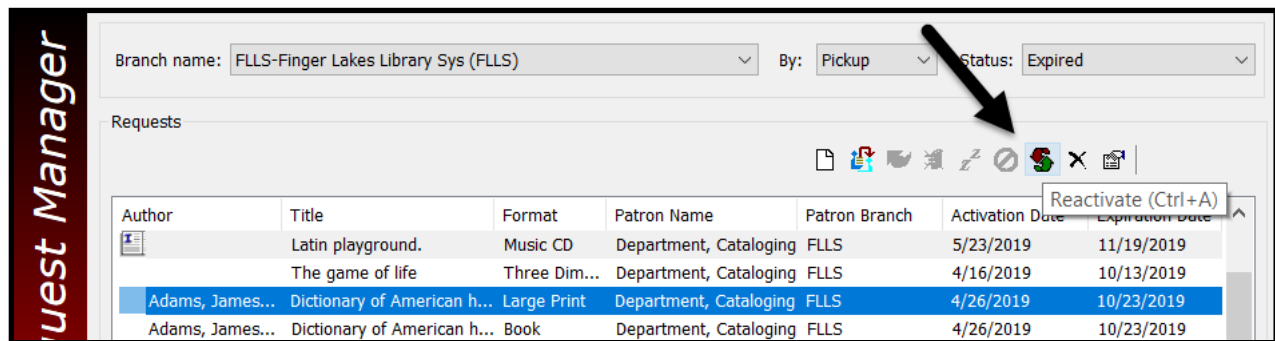 uest Manager
Branch name: FLLS-Finger Lakes Library Sys (FLLS) By: Pickup Status: Expired
Requests
Reactivate (Ctrl+A)
Author Title Format Patron Name Patron Branch Activation Date Expiration Date
Latin playground. Music CD Department, Cataloging FLLS 5/23/2019 11/19/2019
The game of life Three Dim... Department, Cataloging FLLS 4/16/2019 10/13/2019
Adams, James... Dictionary of American h... Large Print Department, Cataloging FLLS 4/26/2019 10/23/2019
Adams, James... Dictionary of American h... Book Department, Cataloging FLLS 4/26/2019 10/23/2019